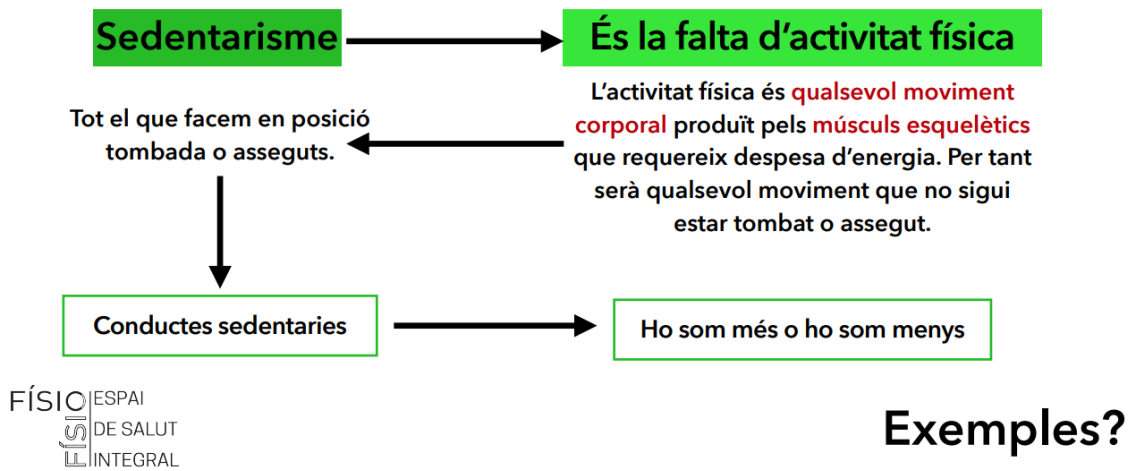 Sedentarisme
És la falta d'activitat física
L'activitat física és qualsevol moviment
corporal produït pels músculs esquelètics
que requereix despesa d'energia. Per tant
serà qualsevol moviment que no sigui
estar tombat o assegut.
Tot el que facem en posició
tombada o asseguts.
Conductes sedentaries
Ho som més o ho som menys
FÍSIO
FÍSIO
ESPAI
DE SALUT
INTEGRAL
Exemples?